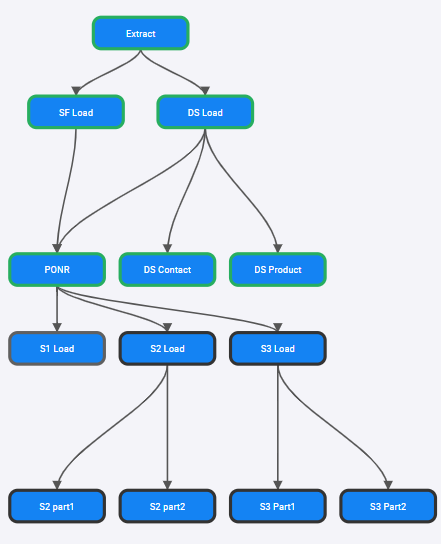 Extract
SF Load
DS Load
PONR
DS Contact
DS Product
S1 Load
S2 Load
S3 Load
S2 part1
S2 part2
S3 Part1
S3 Part2